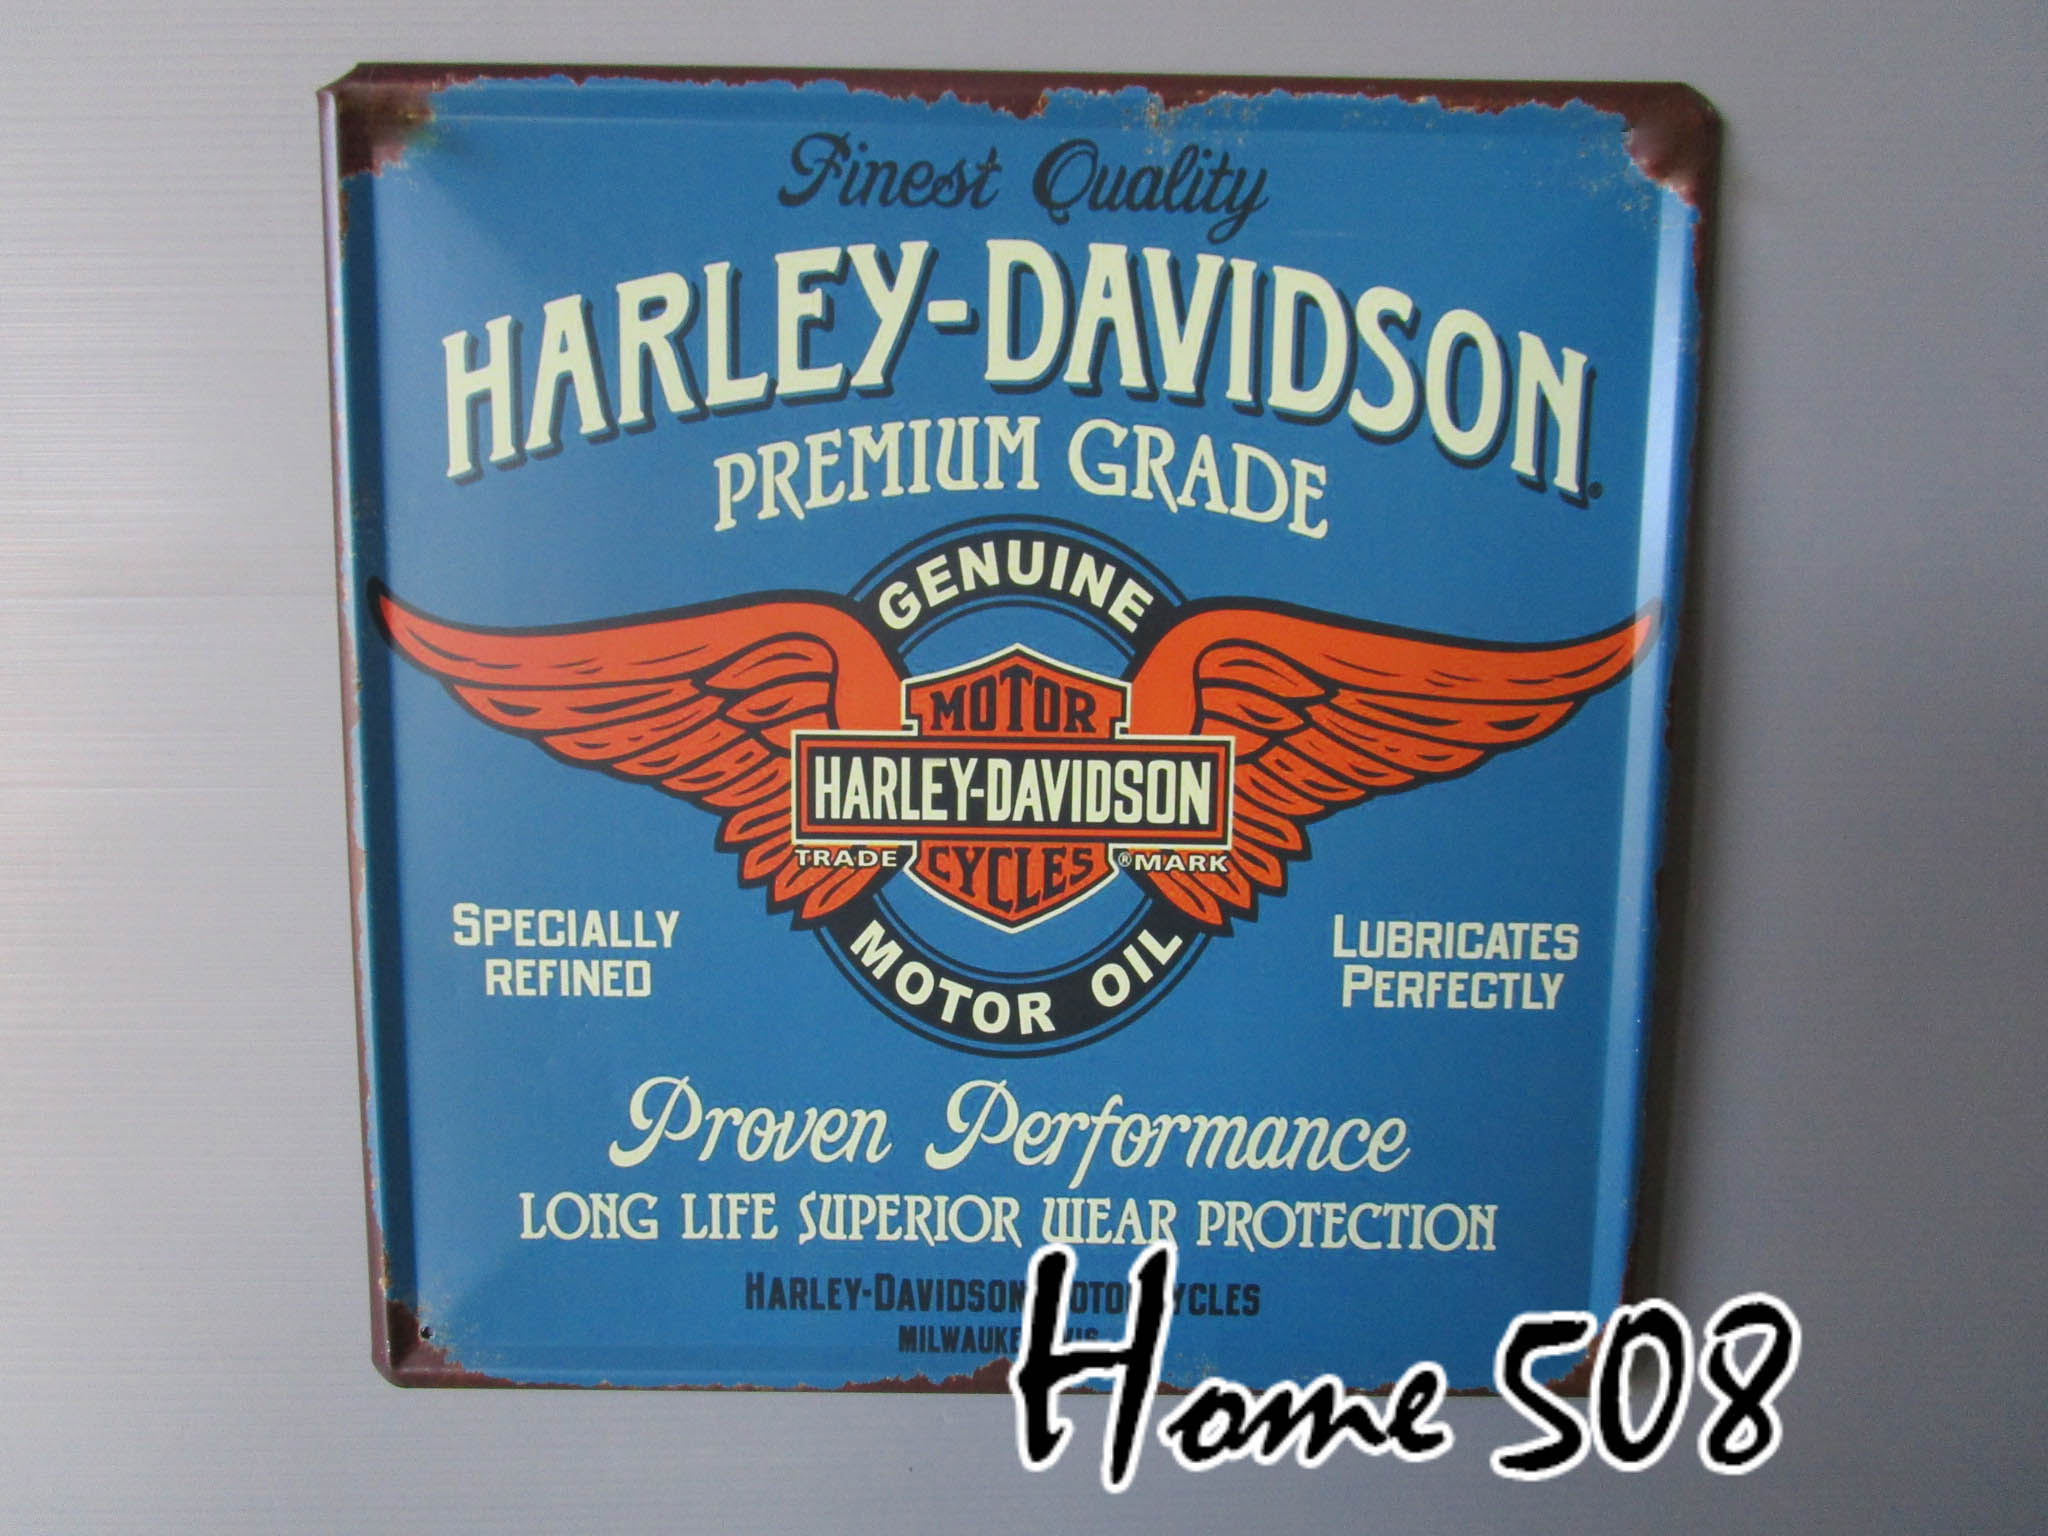 Finest Quality
HARLEY-DAVIDSON
PREMIUM GRADE
GENUINE
MOTOR
HARLEY-DAVIDSON
TRADE ® MARK
CYCLES
MOTOR OIL
SPECIALLY
REFINED
LUBRICATES
PERFECTLY
Proven Performance
LONG LIFE SUPERIOR WEAR PROTECTION
HARLEY-DAVIDSON
Home 508